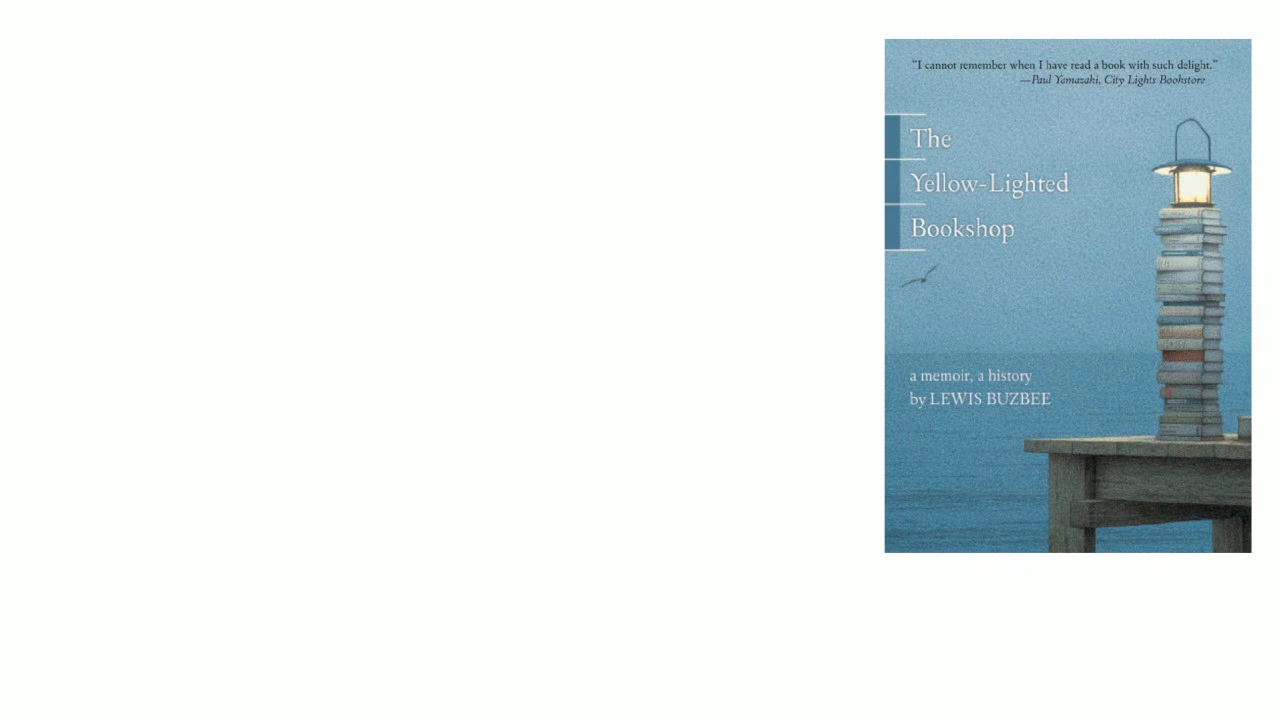 “I cannot remember when I have read a book with such delight.”
—Paul Yamazaki, City Lights Bookstore
The
Yellow-Lighted
Bookshop
a memoir, a history
by LEWIS BUZBEE